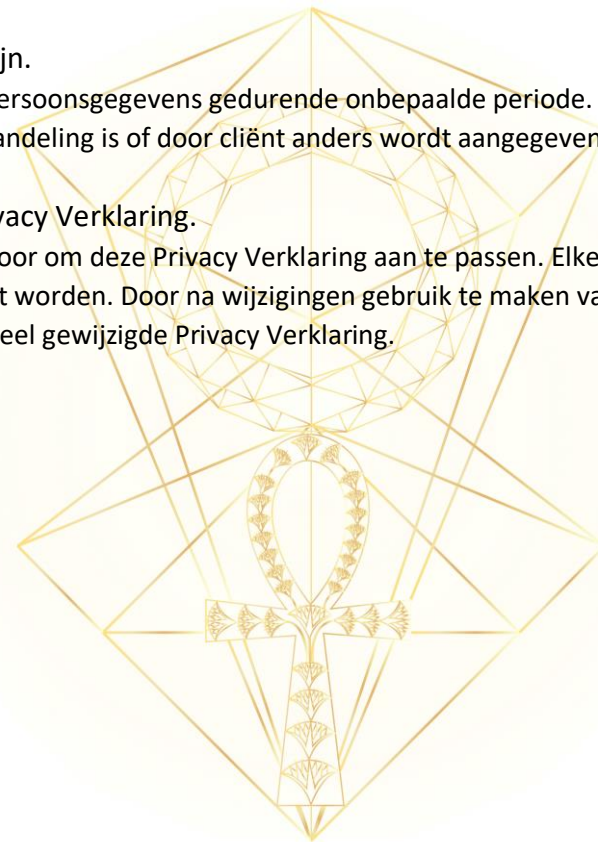 jn.
ersoonsgegevens gedurende onbepaalde periode.
andeling is of door cliënt anders wordt aangegeven
vacy Verklaring.
oor om deze Privacy Verklaring aan te passen. Elke
t worden. Door na wijzigingen gebruik te maken va
eel gewijzigde Privacy Verklaring.